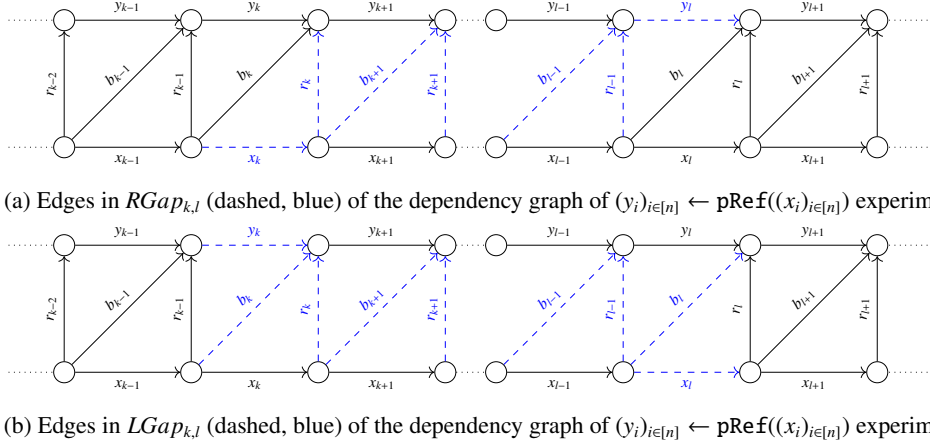 y_{k−1} y_k y_{k+1} y_{l−1} y_l y_{l+1}
r_{k−2} b_{k−1} r_{k−1} b_k r_k b_{k+1} r_{k+1} b_{l−1} r_{l−1} b_l r_l b_{l+1} r_{l+1}
x_{k−1} x_k x_{k+1} x_{l−1} x_l x_{l+1}
(a) Edges in RGap_{k,l} (dashed, blue) of the dependency graph of (y_i)_{i∈[n]} ← pRef((x_i)_{i∈[n]}) experim
y_{k−1} y_k y_{k+1} y_{l−1} y_l y_{l+1}
r_{k−2} b_{k−1} r_{k−1} b_k r_k b_{k+1} r_{k+1} b_{l−1} r_{l−1} b_l r_l b_{l+1} r_{l+1}
x_{k−1} x_k x_{k+1} x_{l−1} x_l x_{l+1}
(b) Edges in LGap_{k,l} (dashed, blue) of the dependency graph of (y_i)_{i∈[n]} ← pRef((x_i)_{i∈[n]}) experim